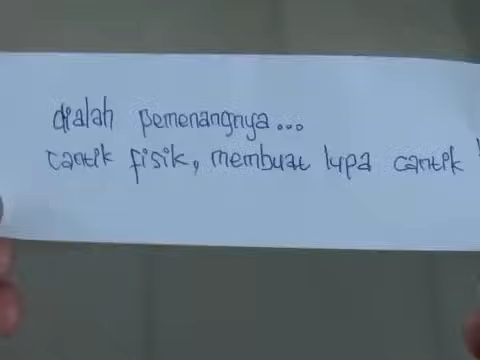 dialah pemenangnya...
cantik fisik, membuat lupa cantik